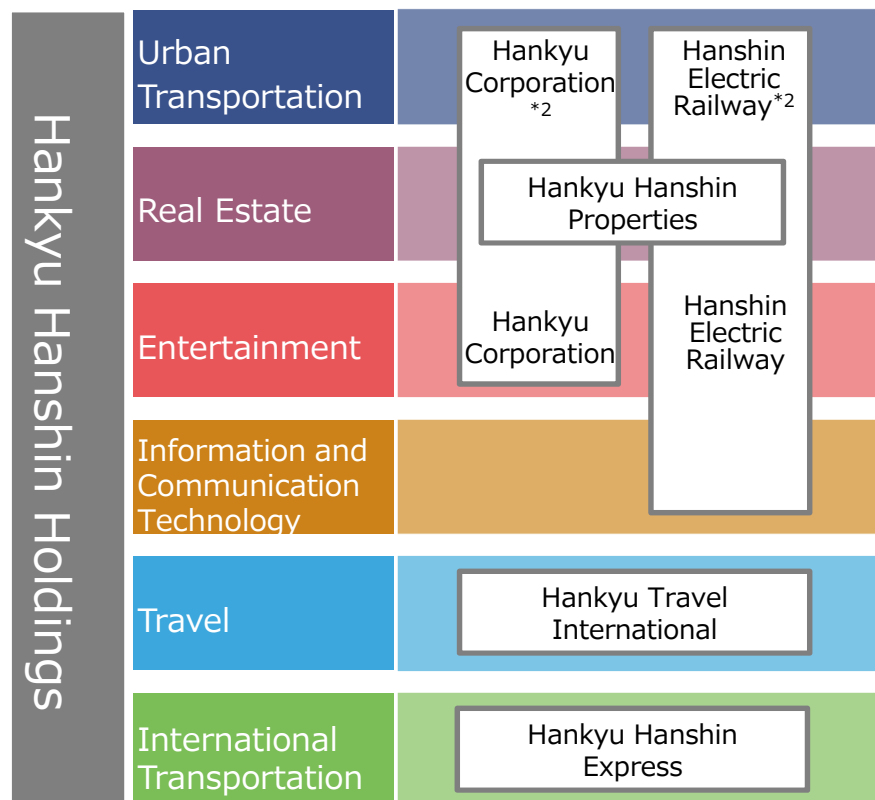 Hankyu Hanshin Holdings
Urban
Transportation
Hankyu
Corporation
*2
Hanshin
Electric
Railway*2
Real Estate
Hankyu Hanshin
Properties
Entertainment
Hankyu
Corporation
Hanshin
Electric
Railway
Information and
Communication
Technology
Travel
Hankyu Travel
International
International
Transportation
Hankyu Hanshin
Express